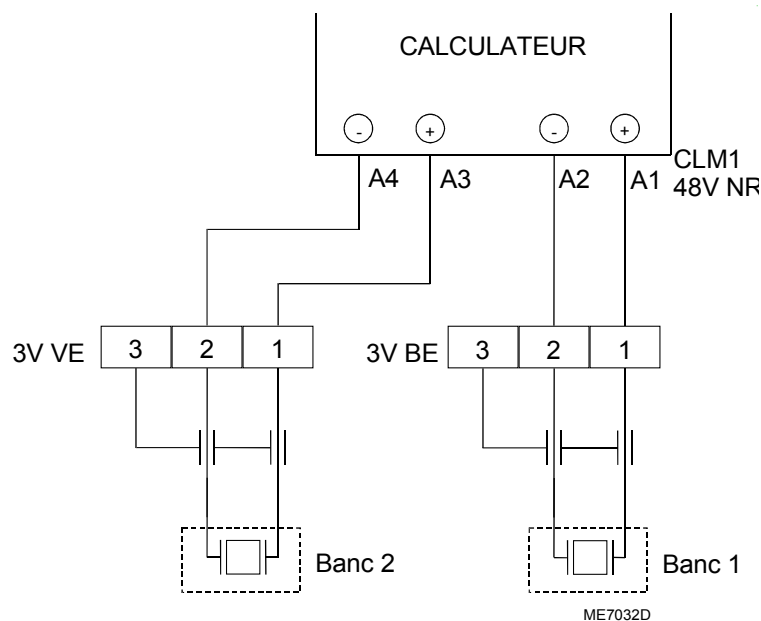 CALCULATEUR
- + - +
A4 A3 A2 A1 CLM1
48V NR
3V VE 3 2 1 3V BE 3 2 1
Banc 2 Banc 1
ME7032D